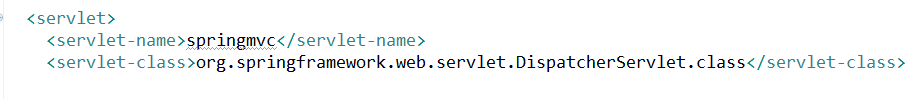 <servlet>
<servlet-name>springmvc</servlet-name>
<servlet-class>org.springframework.web.servlet.DispatcherServlet.class</servlet-class>